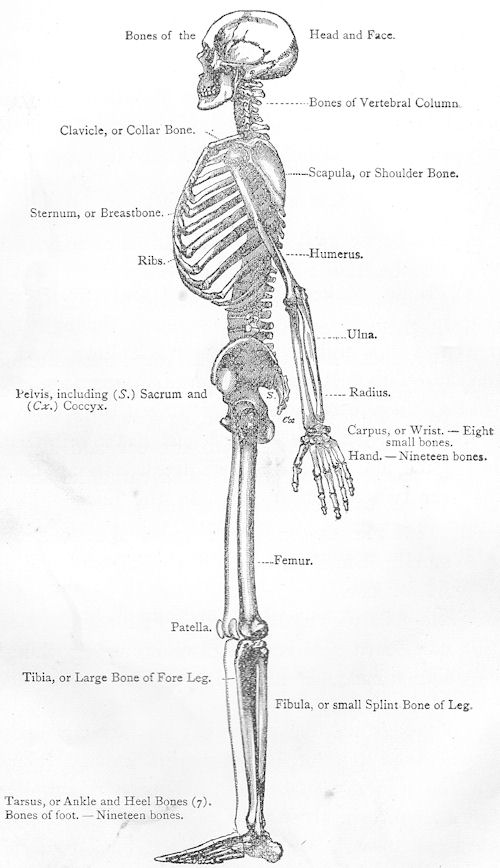 Bones of the Head and Face.
Bones of Vertebral Column.
Clavicle, or Collar Bone.
Scapula, or Shoulder Bone.
Sternum, or Breastbone.
Ribs.
Humerus.
Ulna.
Pelvis, including (S.) Sacrum and
(Cx.) Coccyx.
S.
Cx
Radius.
Carpus, or Wrist. — Eight
small bones.
Hand. — Nineteen bones.
Femur.
Patella.
Tibia, or Large Bone of Fore Leg.
Fibula, or small Splint Bone of Leg.
Tarsus, or Ankle and Heel Bones (7).
Bones of foot. — Nineteen bones.